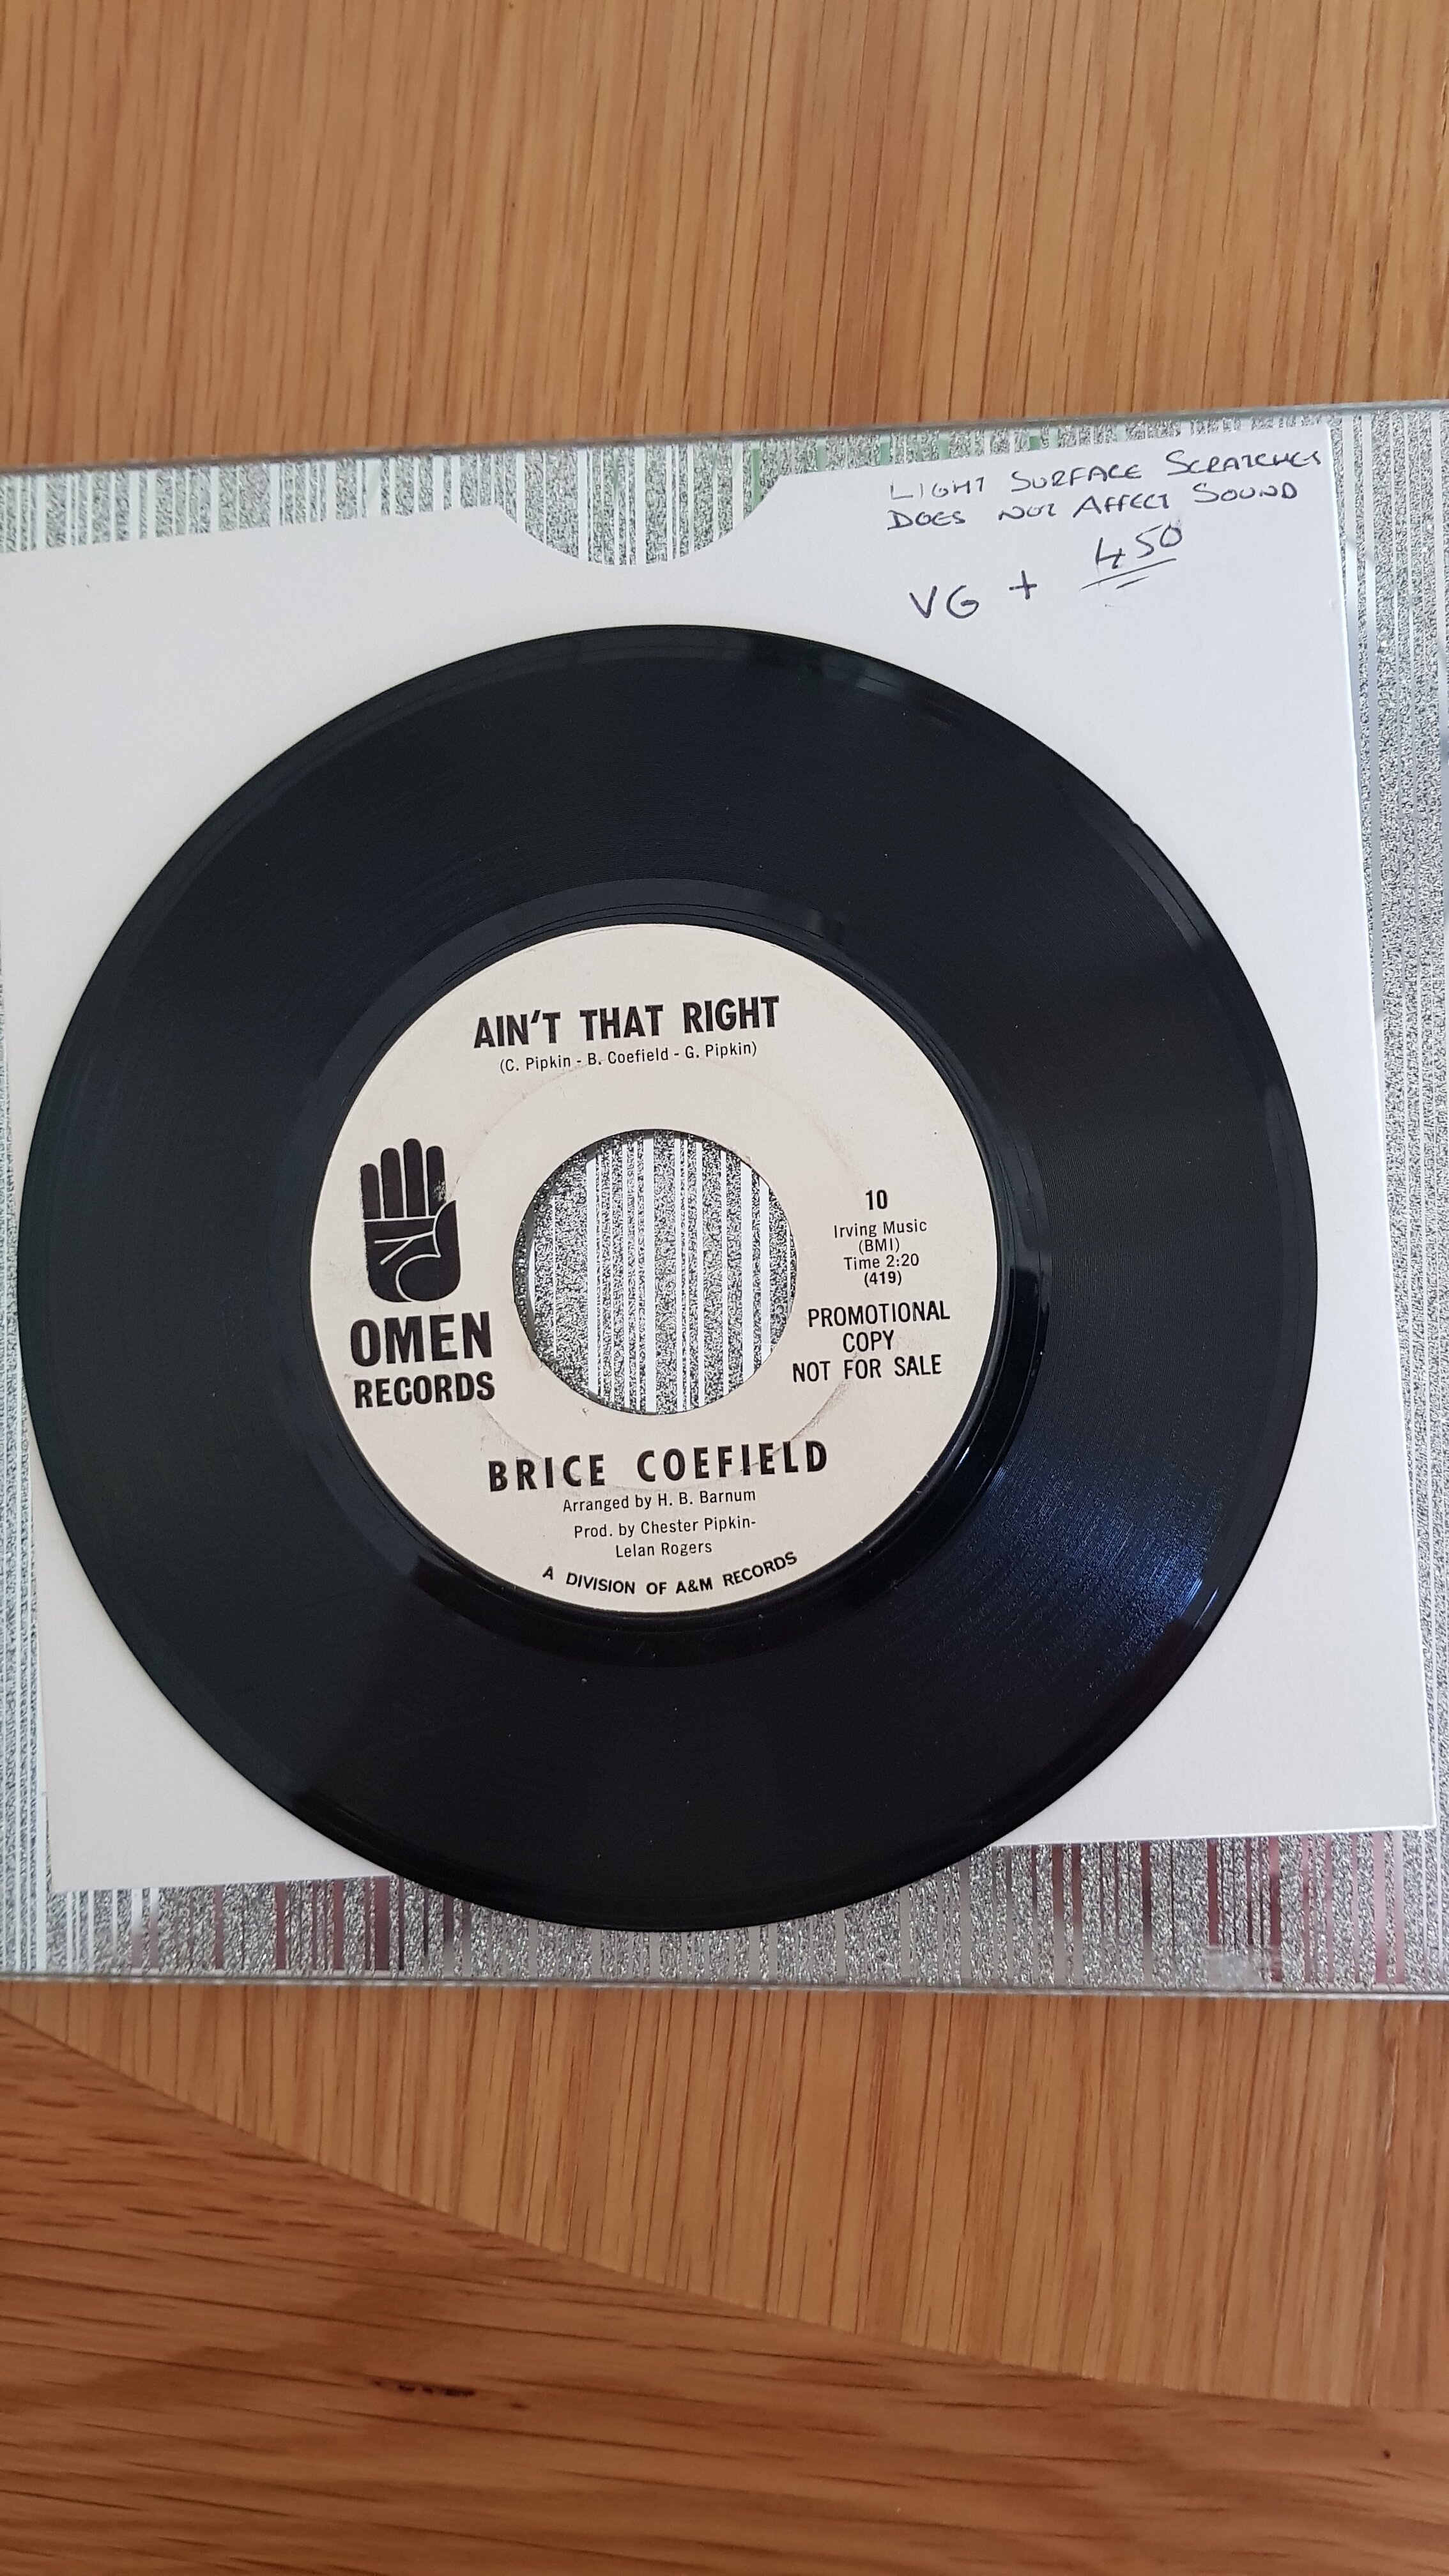 LIGHT SURFACE SCRATCHES
DOES NOT AFFECT SOUND
VG + 450
AIN'T THAT RIGHT
(C. Pipkin - B. Coefield - G. Pipkin)
OMEN
RECORDS
10
Irving Music
(BMI)
Time 2:20
(419)
PROMOTIONAL
COPY
NOT FOR SALE
BRICE COEFIELD
Arranged by H. B. Barnum
Prod. by Chester Pipkin-
Lelan Rogers
A DIVISION OF A&M RECORDS